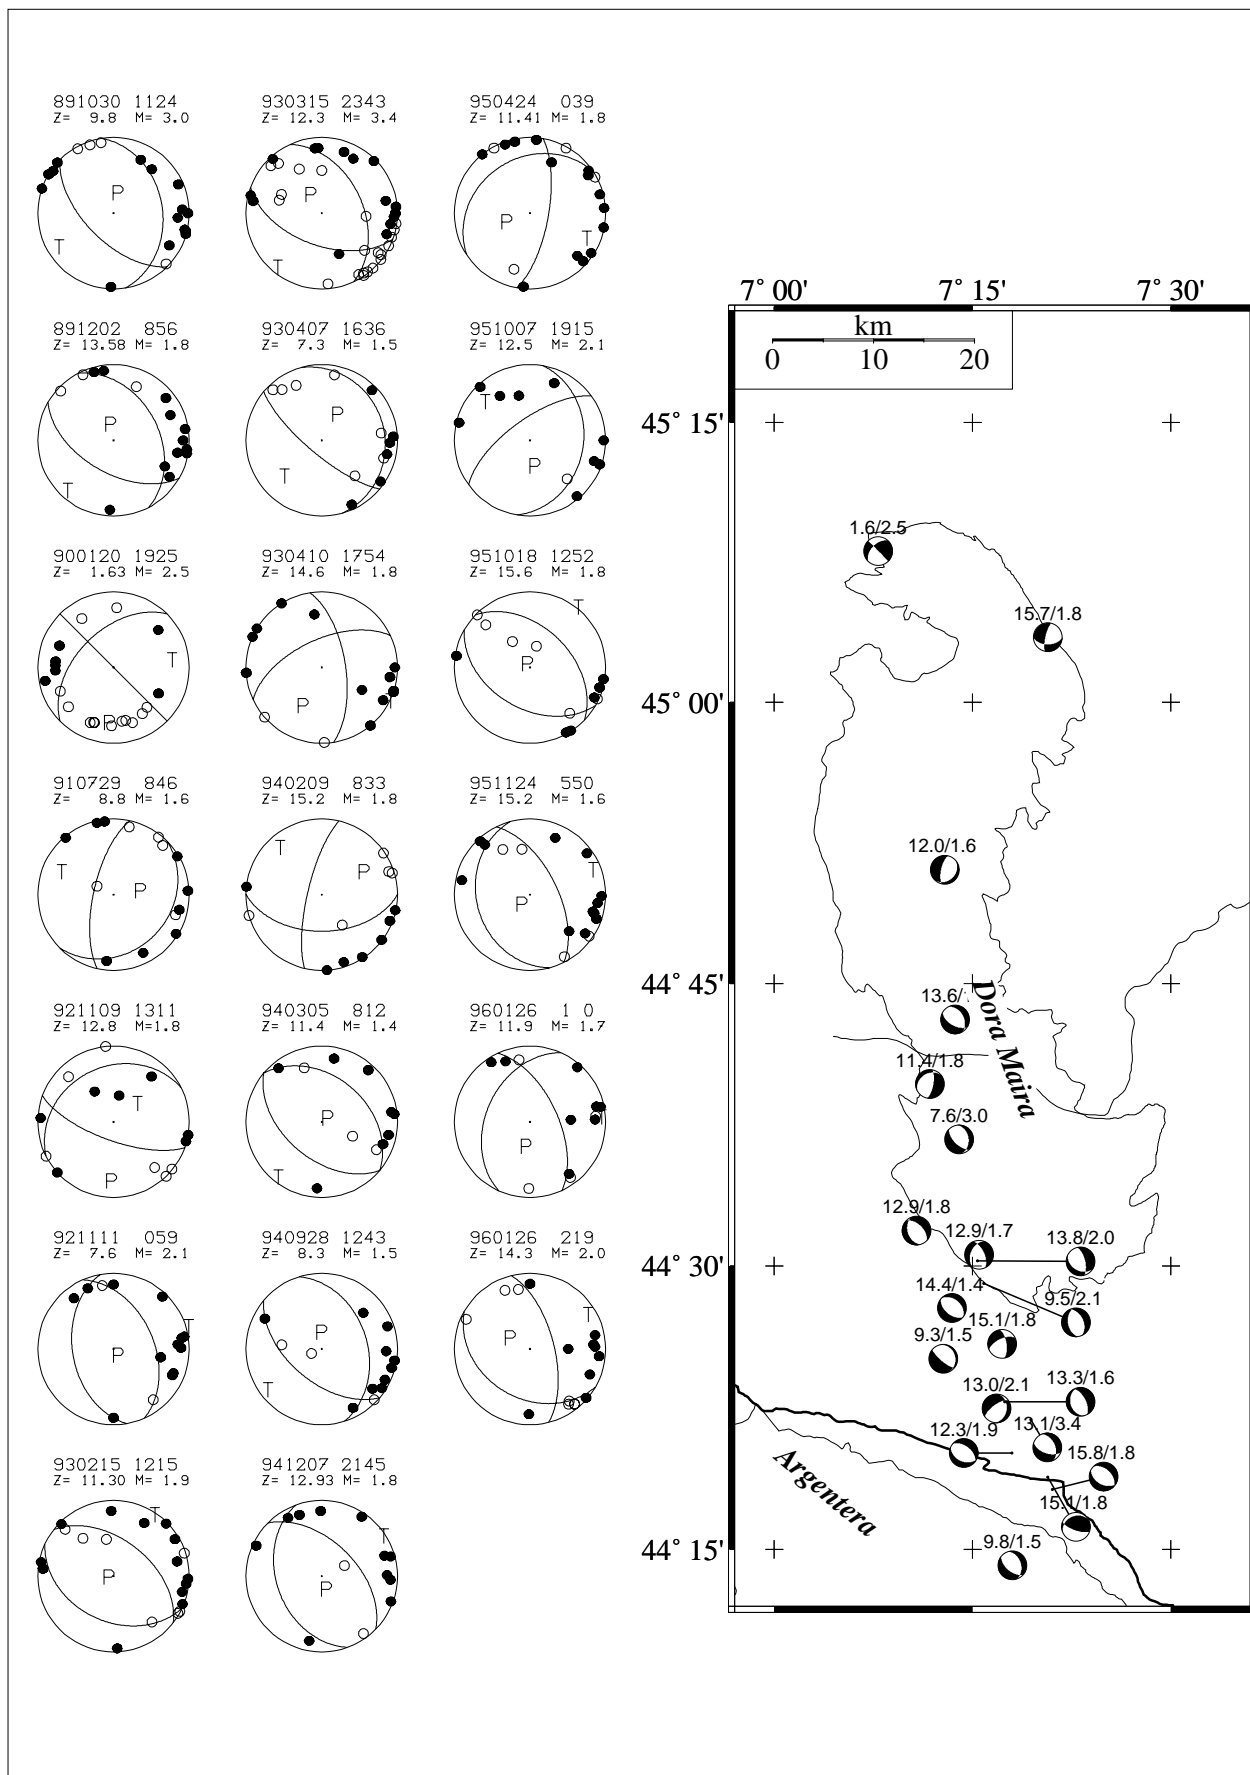 891030 1124
Z= 9.8 M= 3.0
P
T
930315 2343
Z= 12.3 M= 3.4
P
T
950424 039
Z= 11.41 M= 1.8
P
T
891202 856
Z= 13.58 M= 1.8
P
T
930407 1636
Z= 7.3 M= 1.5
P
T
951007 1915
Z= 12.5 M= 2.1
T
P
900120 1925
Z= 1.63 M= 2.5
T
P
930410 1754
Z= 14.6 M= 1.8
P
T
951018 1252
Z= 15.6 M= 1.8
T
P
910729 846
Z= 8.8 M= 1.6
T
P
940209 833
Z= 15.2 M= 1.8
T
P
951124 550
Z= 15.2 M= 1.6
T
P
921109 1311
Z= 12.8 M=1.8
T
P
940305 812
Z= 11.4 M= 1.4
P
T
960126 1 0
Z= 11.9 M= 1.7
T
P
921111 059
Z= 7.6 M= 2.1
T
P
940928 1243
Z= 8.3 M= 1.5
P
T
960126 219
Z= 14.3 M= 2.0
T
P
930215 1215
Z= 11.30 M= 1.9
T
P
941207 2145
Z= 12.93 M= 1.8
T
P
7° 00' 7° 15' 7° 30'
km
0 10 20
45° 15'
1.6/2.5
15.7/1.8
45° 00'
12.0/1.6
44° 45'
13.6/
Dora Maira
11.4/1.8
7.6/3.0
12.9/1.8
12.9/1.7
13.8/2.0
44° 30'
14.4/1.4
9.5/2.1
15.1/1.8
9.3/1.5
13.0/2.1
13.3/1.6
12.3/1.9
13.1/3.4
15.8/1.8
Argentera
15.1/1.8
9.8/1.5
44° 15'